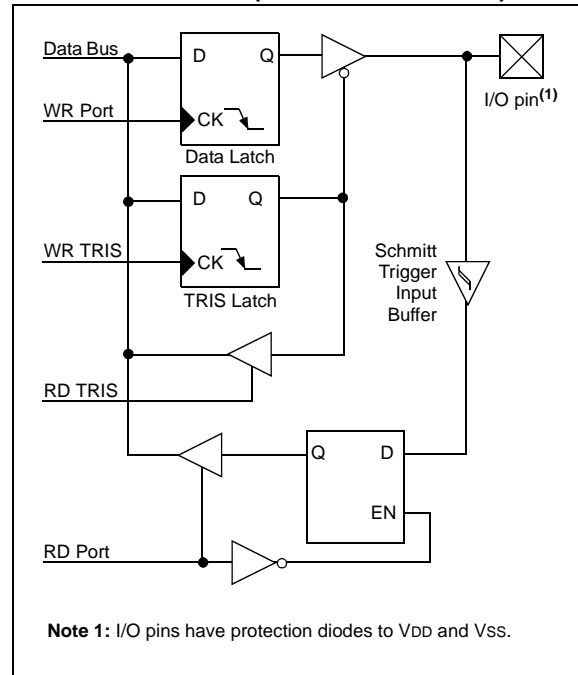 Data Bus
D Q
WR Port
CK
Data Latch
I/O pin(1)
D Q
WR TRIS
CK
TRIS Latch
Schmitt
Trigger
Input
Buffer
RD TRIS
Q D
EN
RD Port
Note 1: I/O pins have protection diodes to VDD and VSS.